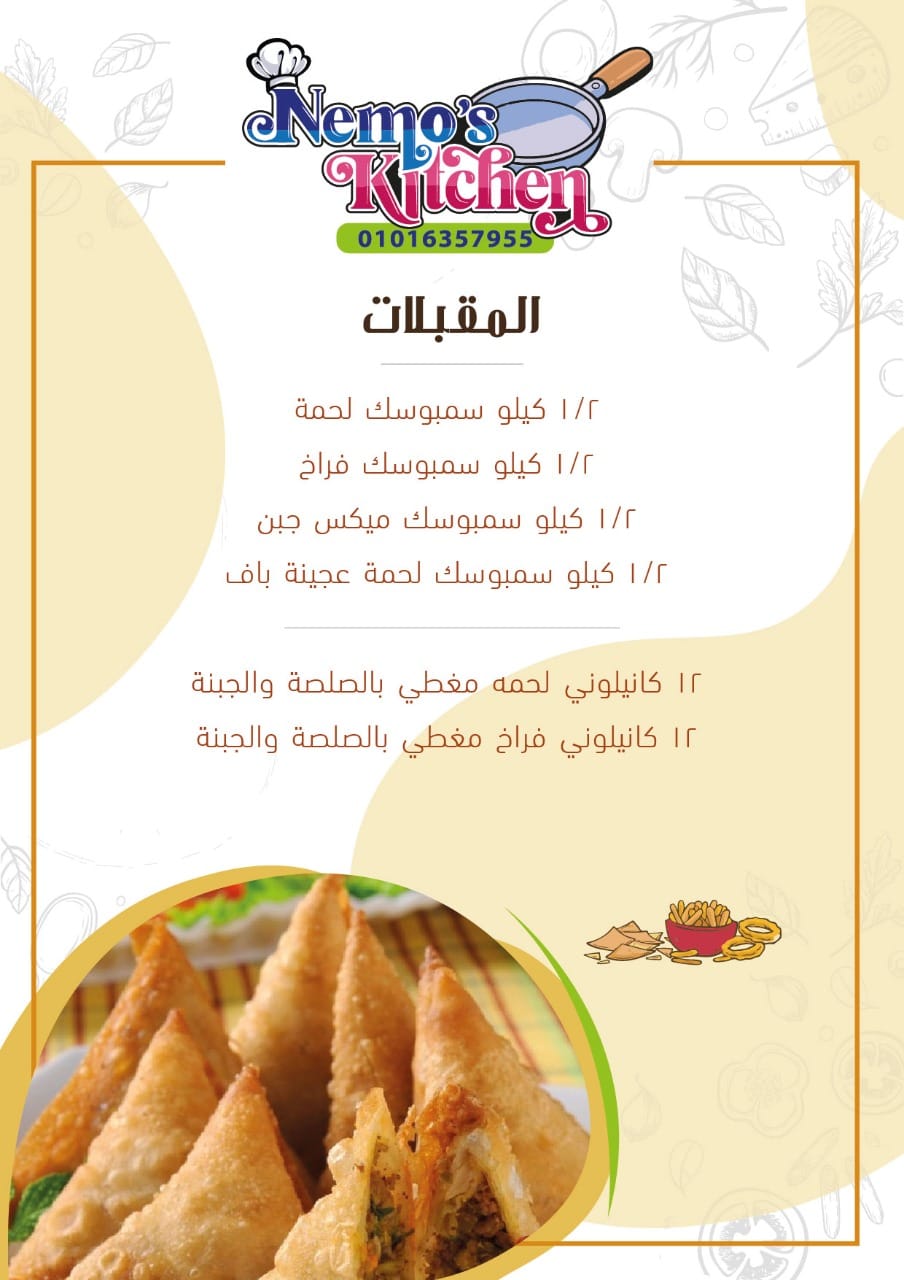 Nemo's
Kitchen
01016357955
المقبلات
١/٢ كيلو سمبوسك لحمة
١/٢ كيلو سمبوسك فراخ
١/٢ كيلو سمبوسك ميكس جبن
١/٢ كيلو سمبوسك لحمة عجينة باف
١٢ كانيلوني لحمه مغطي بالصلصة والجبنة
١٢ كانيلوني فراخ مغطي بالصلصة والجبنة